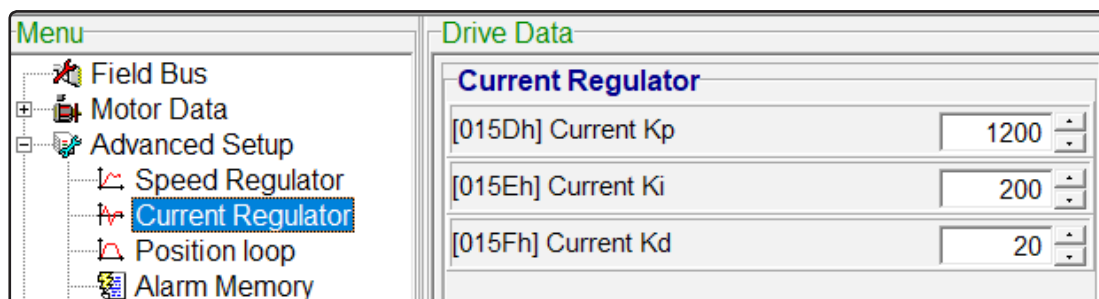 Menu
Field Bus
Motor Data
Advanced Setup
Speed Regulator
Current Regulator
Position loop
Alarm Memory
Drive Data
Current Regulator
[015Dh] Current Kp 1200
[015Eh] Current Ki 200
[015Fh] Current Kd 20